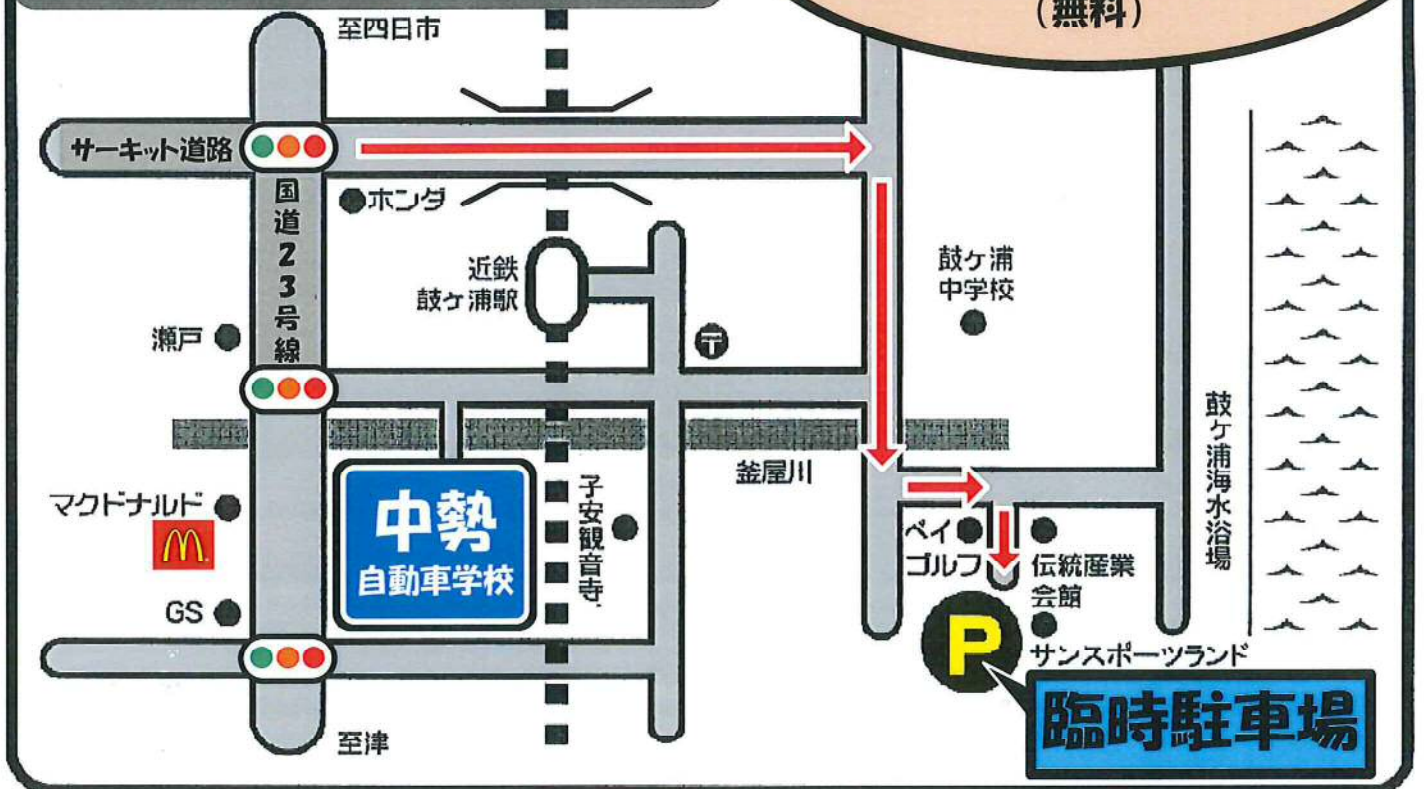 (無料)
至四日市
サーキット道路
国道23号線
ホンダ
近鉄
鼓ヶ浦駅
鼓ヶ浦
中学校
瀬戸
〒
釜屋川
鼓ヶ浦海水浴場
マクドナルド
M
中勢
自動車学校
子安観音寺
ベイ
ゴルフ
伝統産業
会館
GS
P
サンスポーツランド
臨時駐車場
至津